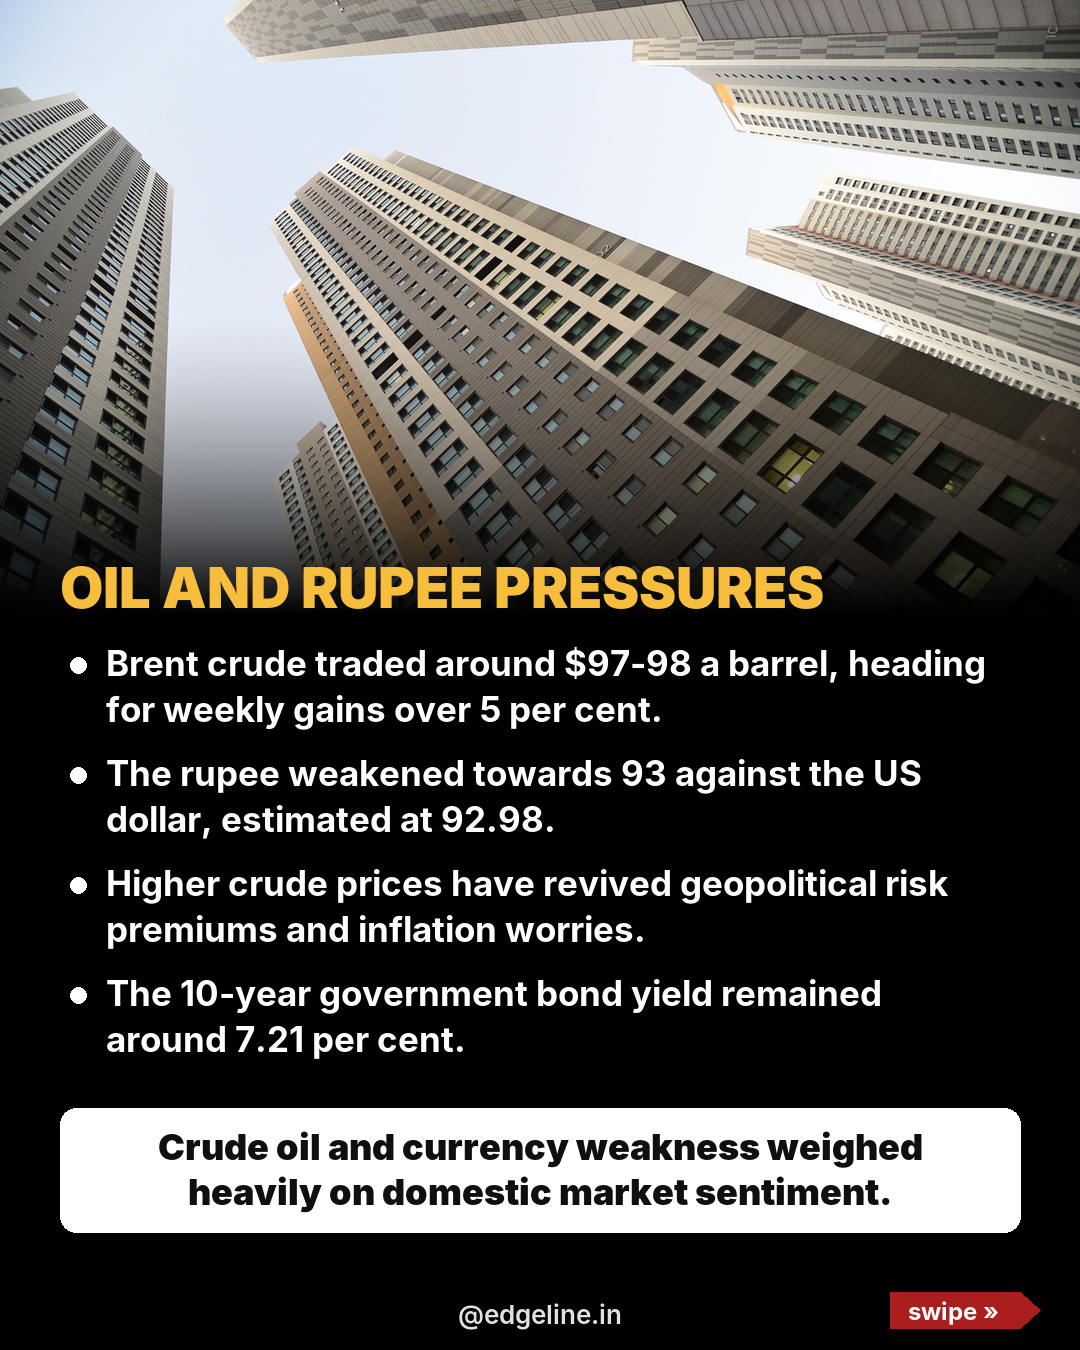 OIL AND RUPEE PRESSURES
Brent crude traded around $97-98 a barrel, heading
for weekly gains over 5 per cent.
The rupee weakened towards 93 against the US
dollar, estimated at 92.98.
Higher crude prices have revived geopolitical risk
premiums and inflation worries.
The 10-year government bond yield remained
around 7.21 per cent.
Crude oil and currency weakness weighed
heavily on domestic market sentiment.
@edgeline.in
swipe »